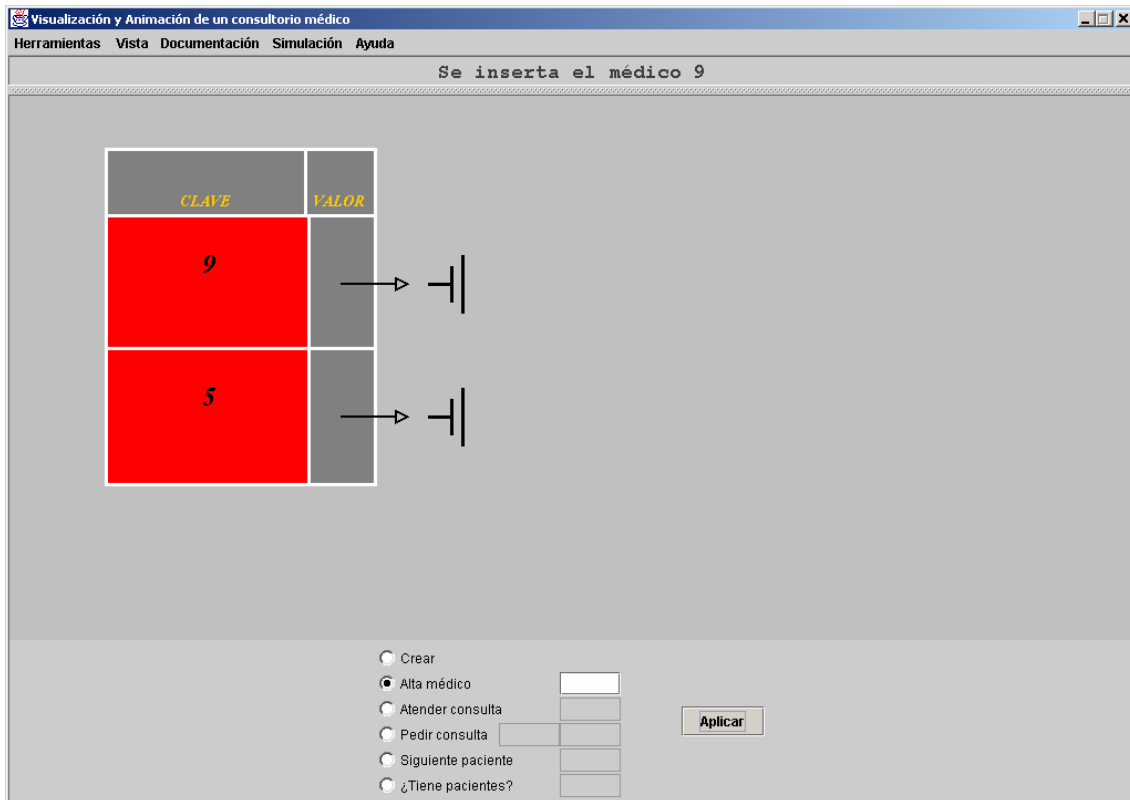 Visualización y Animación de un consultorio médico
Herramientas Vista Documentación Simulación Ayuda
Se inserta el médico 9
CLAVE VALOR
9
5
Crear
Alta médico
Atender consulta
Pedir consulta
Siguiente paciente
¿Tiene pacientes?
Aplicar